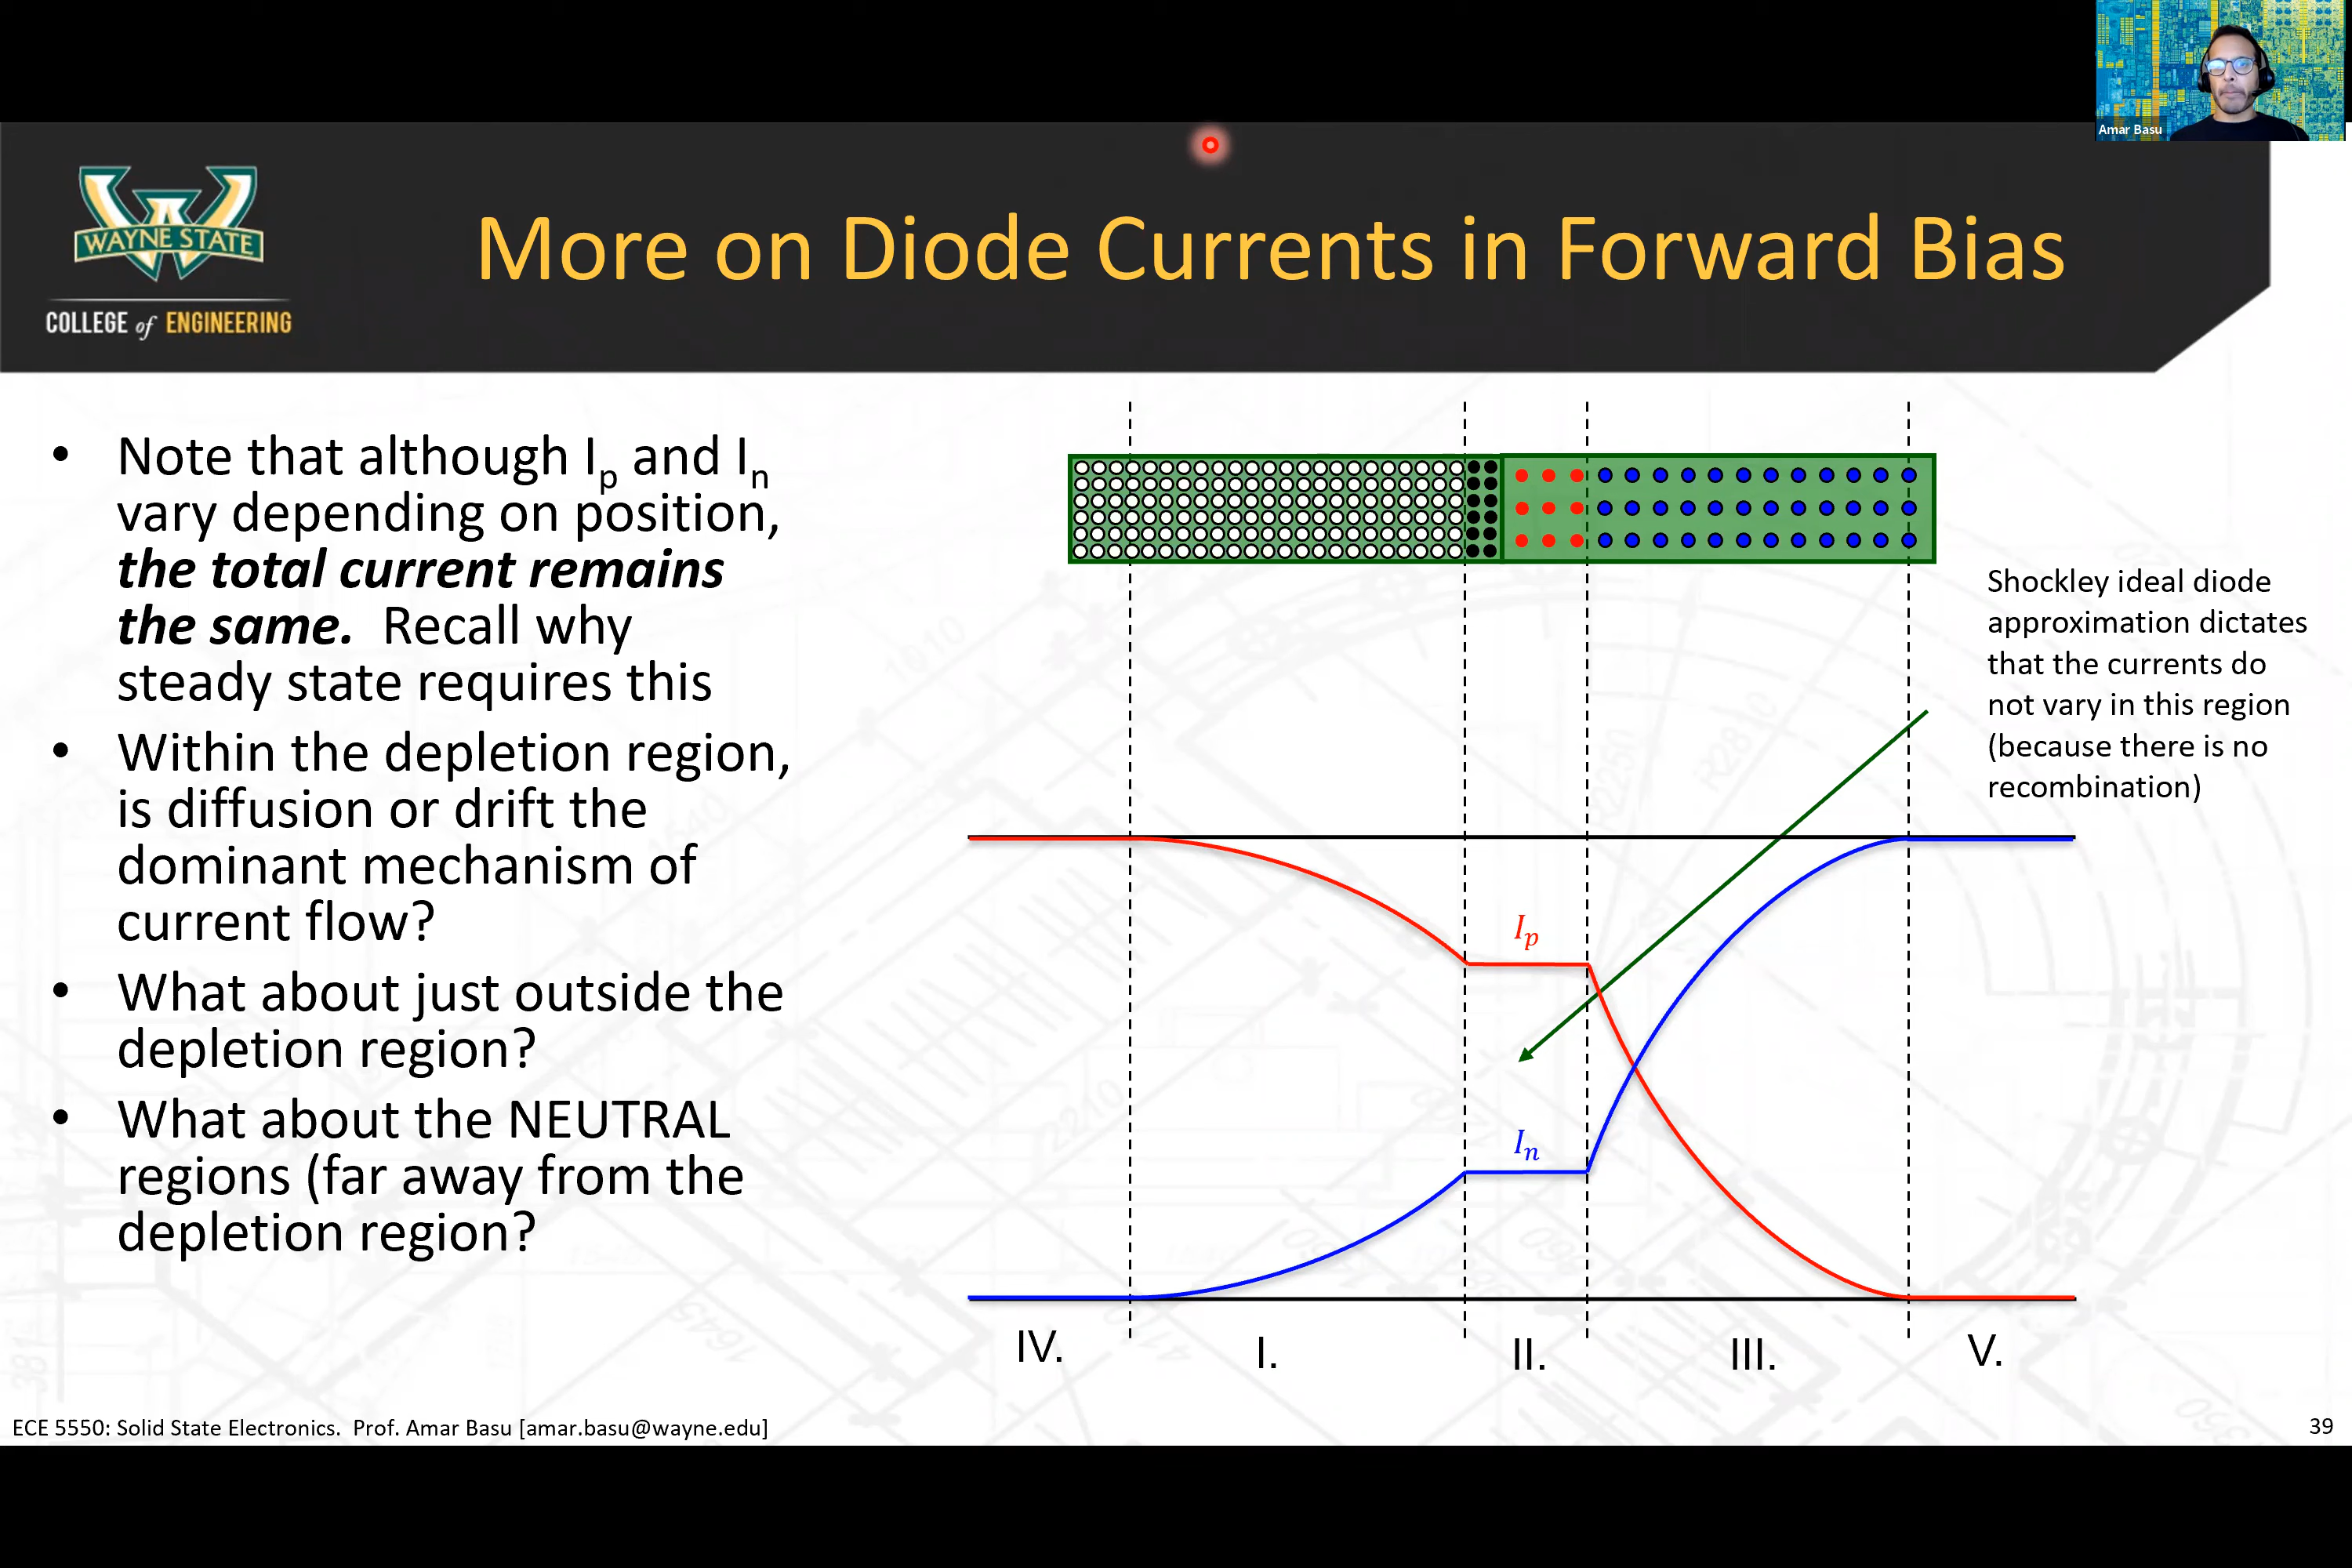 Amar Basu
WAYNE STATE
COLLEGE of ENGINEERING
More on Diode Currents in Forward Bias
• Note that although Ip and In
vary depending on position,
the total current remains
the same. Recall why
steady state requires this
• Within the depletion region,
is diffusion or drift the
dominant mechanism of
current flow?
• What about just outside the
depletion region?
• What about the NEUTRAL
regions (far away from the
depletion region?
Shockley ideal diode
approximation dictates
that the currents do
not vary in this region
(because there is no
recombination)
Ip
In
IV.
I.
II.
III.
V.
ECE 5550: Solid State Electronics. Prof. Amar Basu [amar.basu@wayne.edu]
39